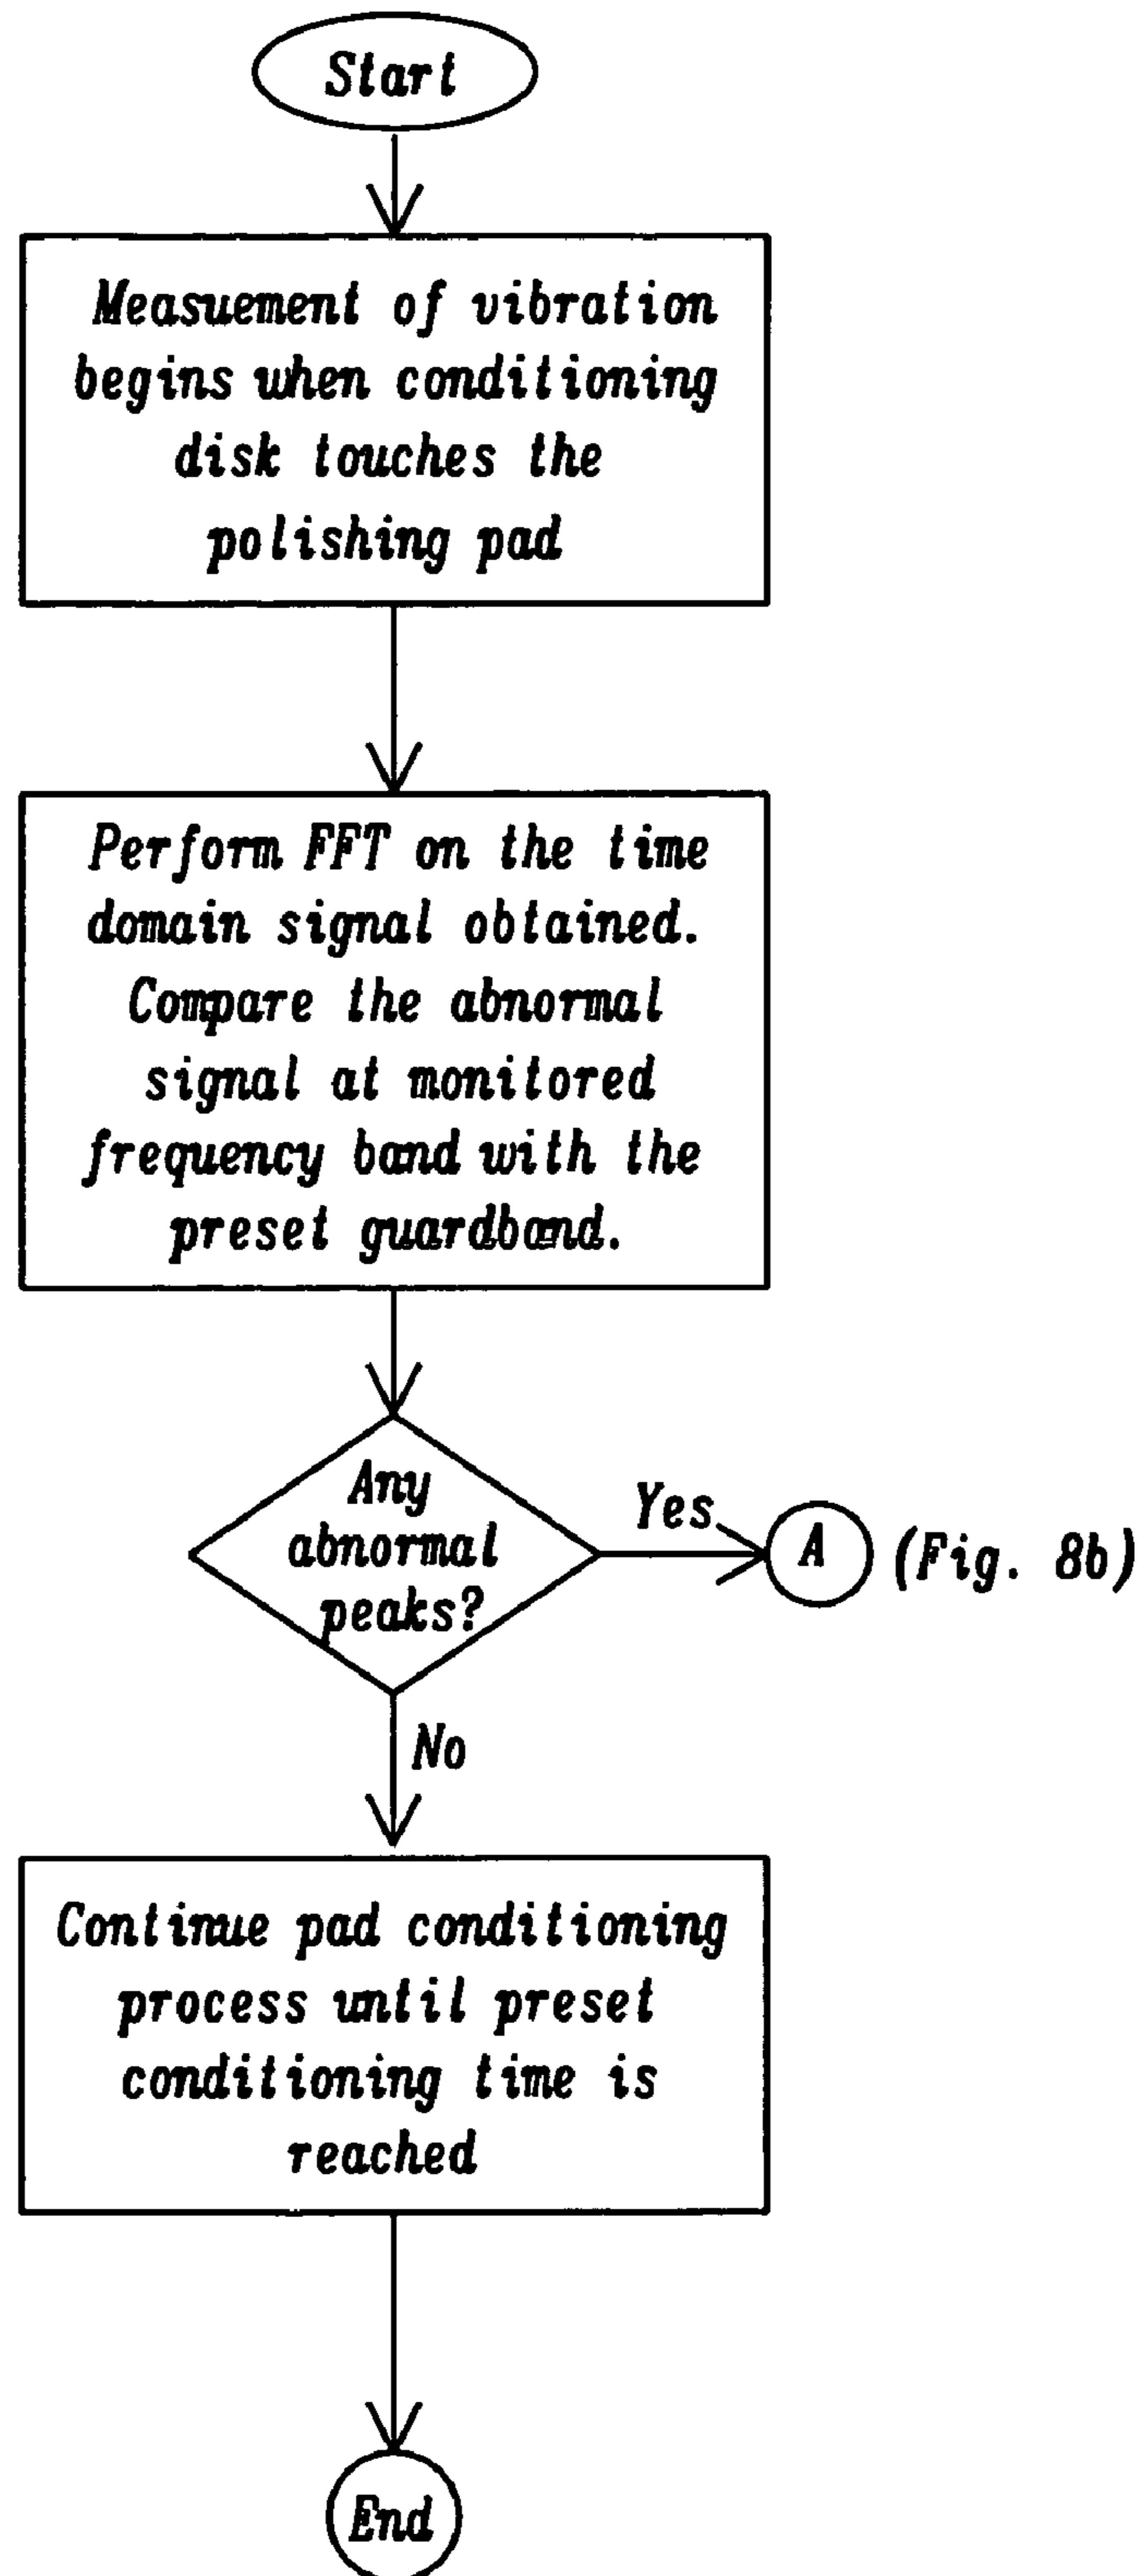 Start
Measuement of vibration
begins when conditioning
disk touches the
polishing pad
Perform FFT on the time
domain signal obtained.
Compare the abnormal
signal at monitored
frequency band with the
preset guardband.
Any
abnormal
peaks?
Yes
A (Fig. 8b)
No
Continue pad conditioning
process until preset
conditioning time is
reached
End